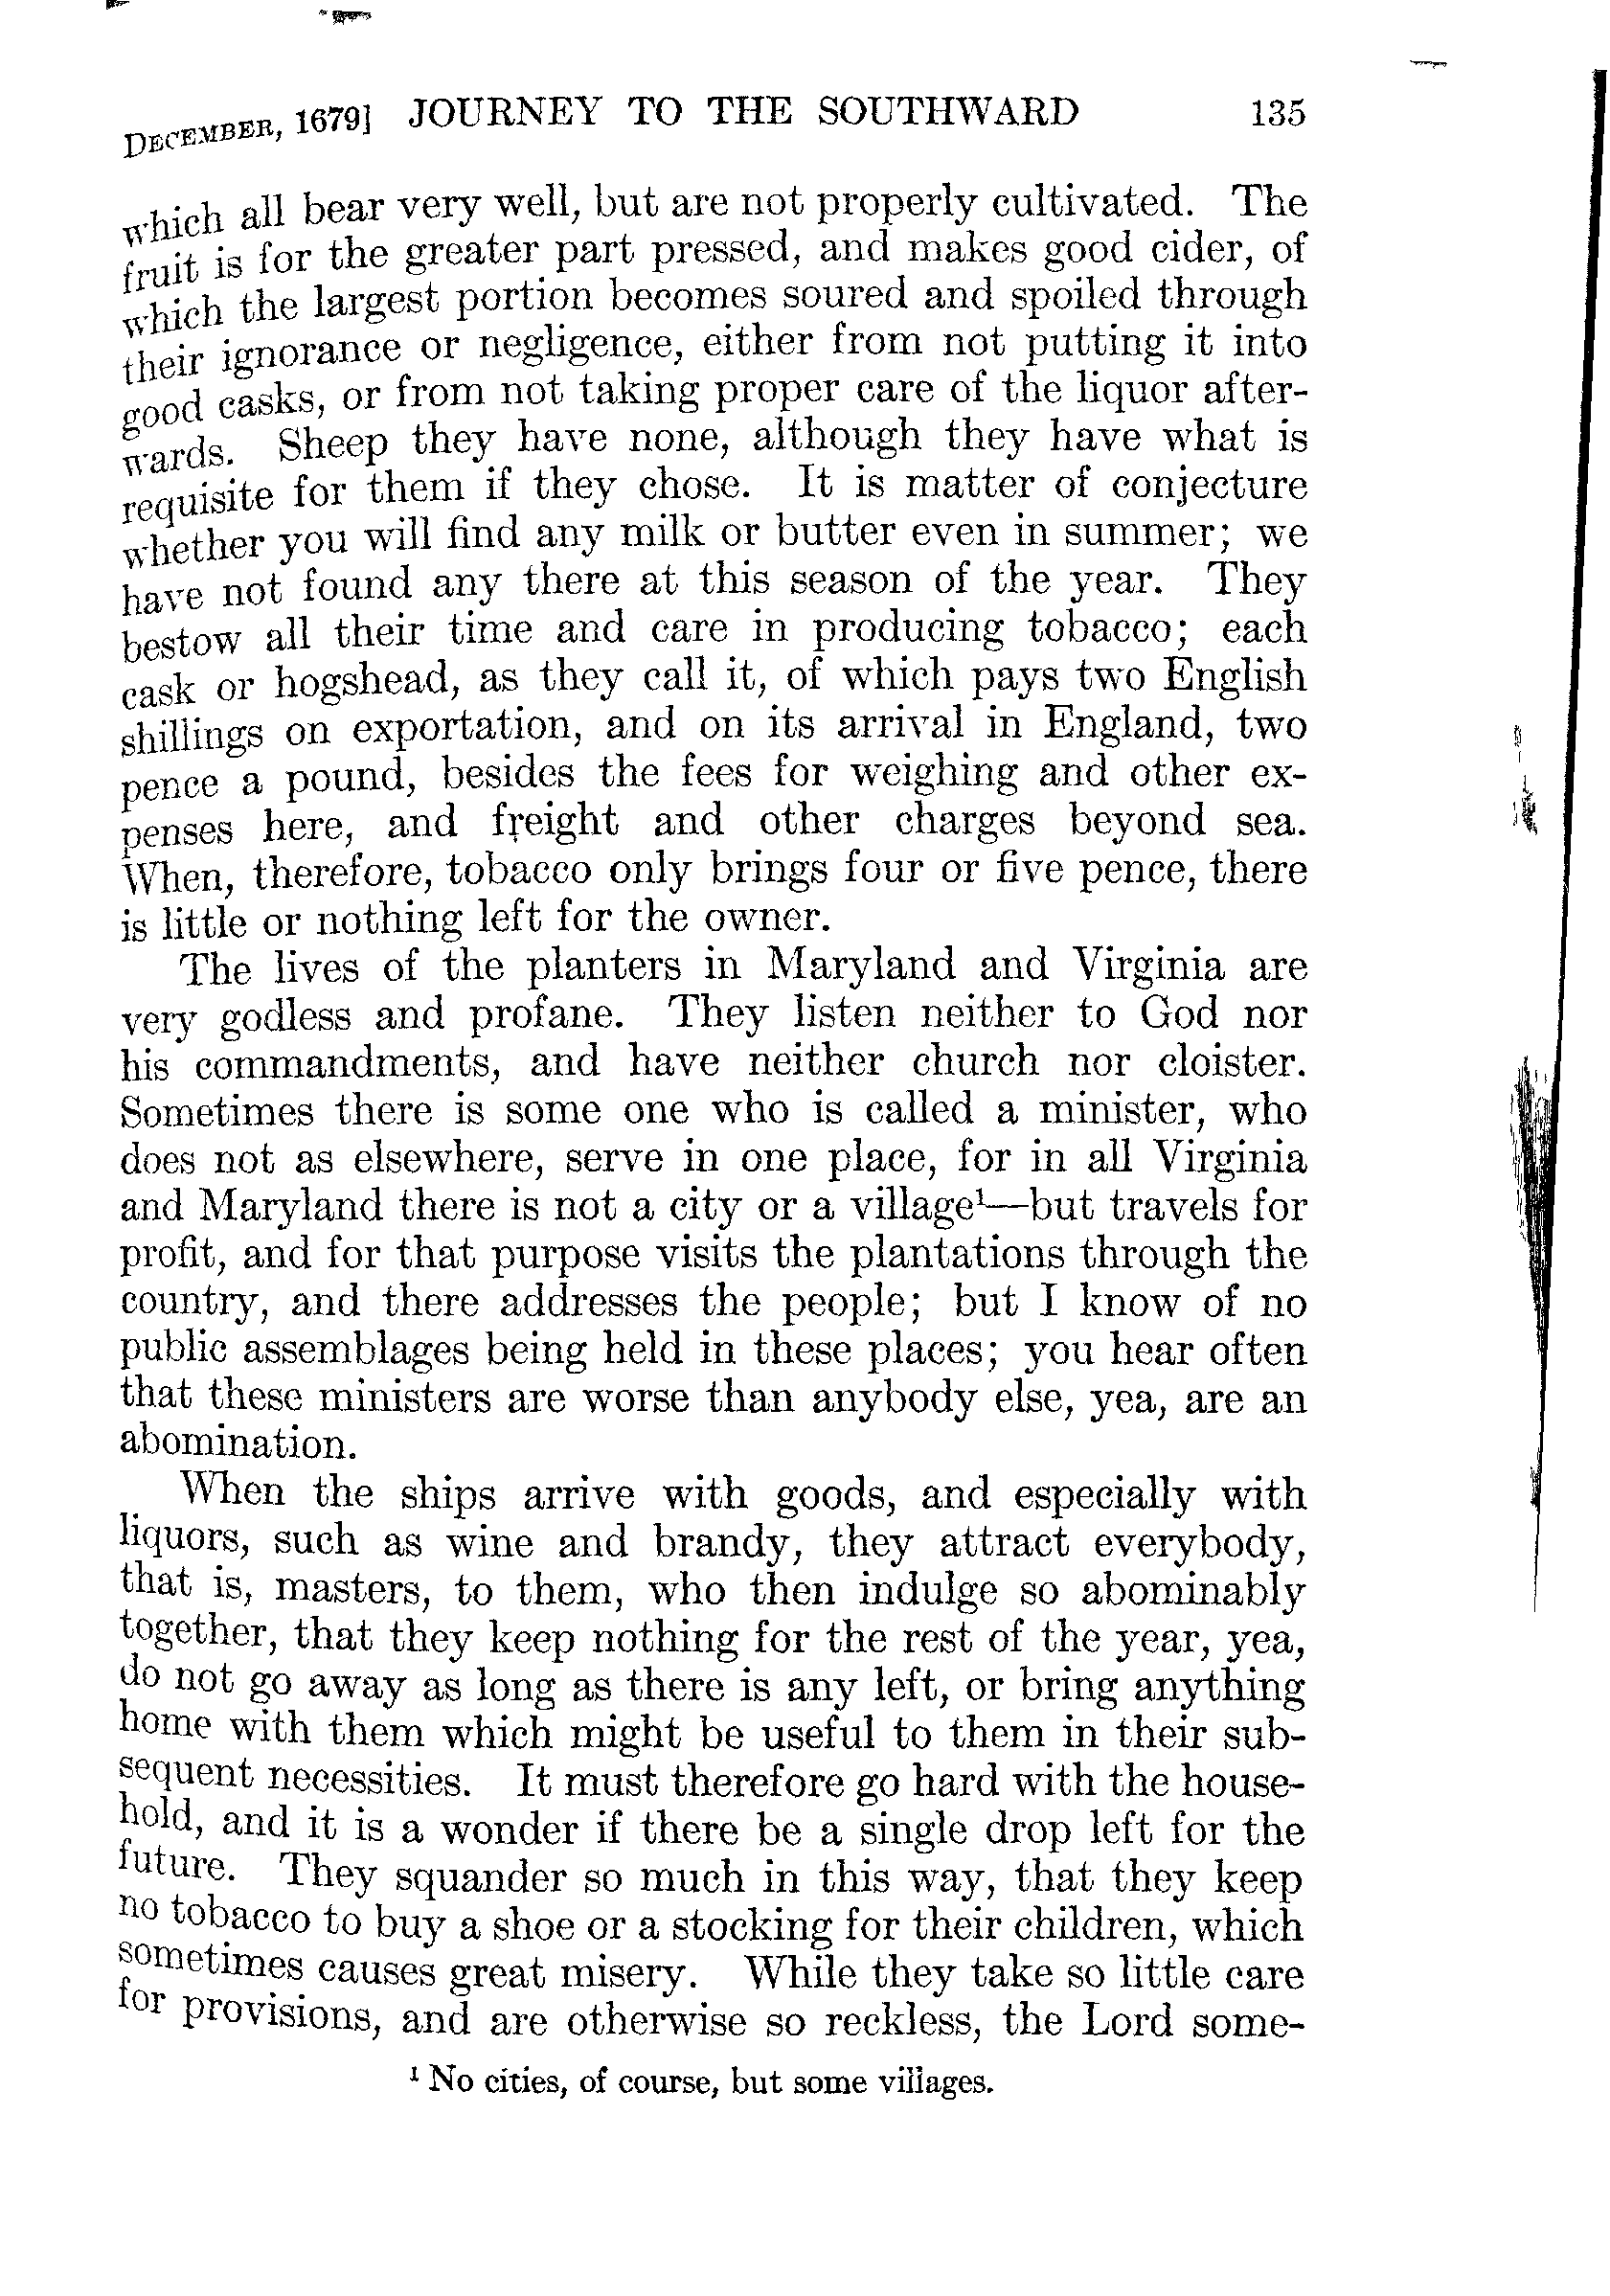 DECEMBER, 1679] JOURNEY TO THE SOUTHWARD 135
which all bear very well, but are not properly cultivated. The
fruit is for the greater part pressed, and makes good cider, of
which the largest portion becomes soured and spoiled through
their ignorance or negligence, either from not putting it into
good casks, or from not taking proper care of the liquor after-
wards. Sheep they have none, although they have what is
requisite for them if they chose. It is matter of conjecture
whether you will find any milk or butter even in summer; we
have not found any there at this season of the year. They
bestow all their time and care in producing tobacco; each
cask or hogshead, as they call it, of which pays two English
shillings on exportation, and on its arrival in England, two
pence a pound, besides the fees for weighing and other ex-
penses here, and freight and other charges beyond sea.
When, therefore, tobacco only brings four or five pence, there
is little or nothing left for the owner.
The lives of the planters in Maryland and Virginia are
very godless and profane. They listen neither to God nor
his commandments, and have neither church nor cloister.
Sometimes there is some one who is called a minister, who
does not as elsewhere, serve in one place, for in all Virginia
and Maryland there is not a city or a village¹—but travels for
profit, and for that purpose visits the plantations through the
country, and there addresses the people; but I know of no
public assemblages being held in these places; you hear often
that these ministers are worse than anybody else, yea, are an
abomination.
When the ships arrive with goods, and especially with
liquors, such as wine and brandy, they attract everybody,
that is, masters, to them, who then indulge so abominably
together, that they keep nothing for the rest of the year, yea,
do not go away as long as there is any left, or bring anything
home with them which might be useful to them in their sub-
sequent necessities. It must therefore go hard with the house-
hold, and it is a wonder if there be a single drop left for the
future. They squander so much in this way, that they keep
no tobacco to buy a shoe or a stocking for their children, which
sometimes causes great misery. While they take so little care
for provisions, and are otherwise so reckless, the Lord some-
¹ No cities, of course, but some villages.